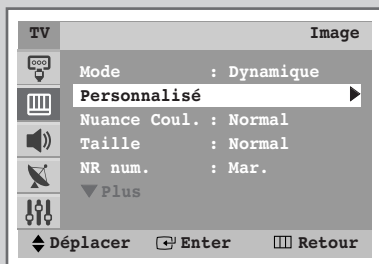 TV Image
Mode : Dynamique
Personnalisé
Nuance Coul. : Normal
Taille : Normal
NR num. : Mar.
▼Plus
Déplacer Enter Retour